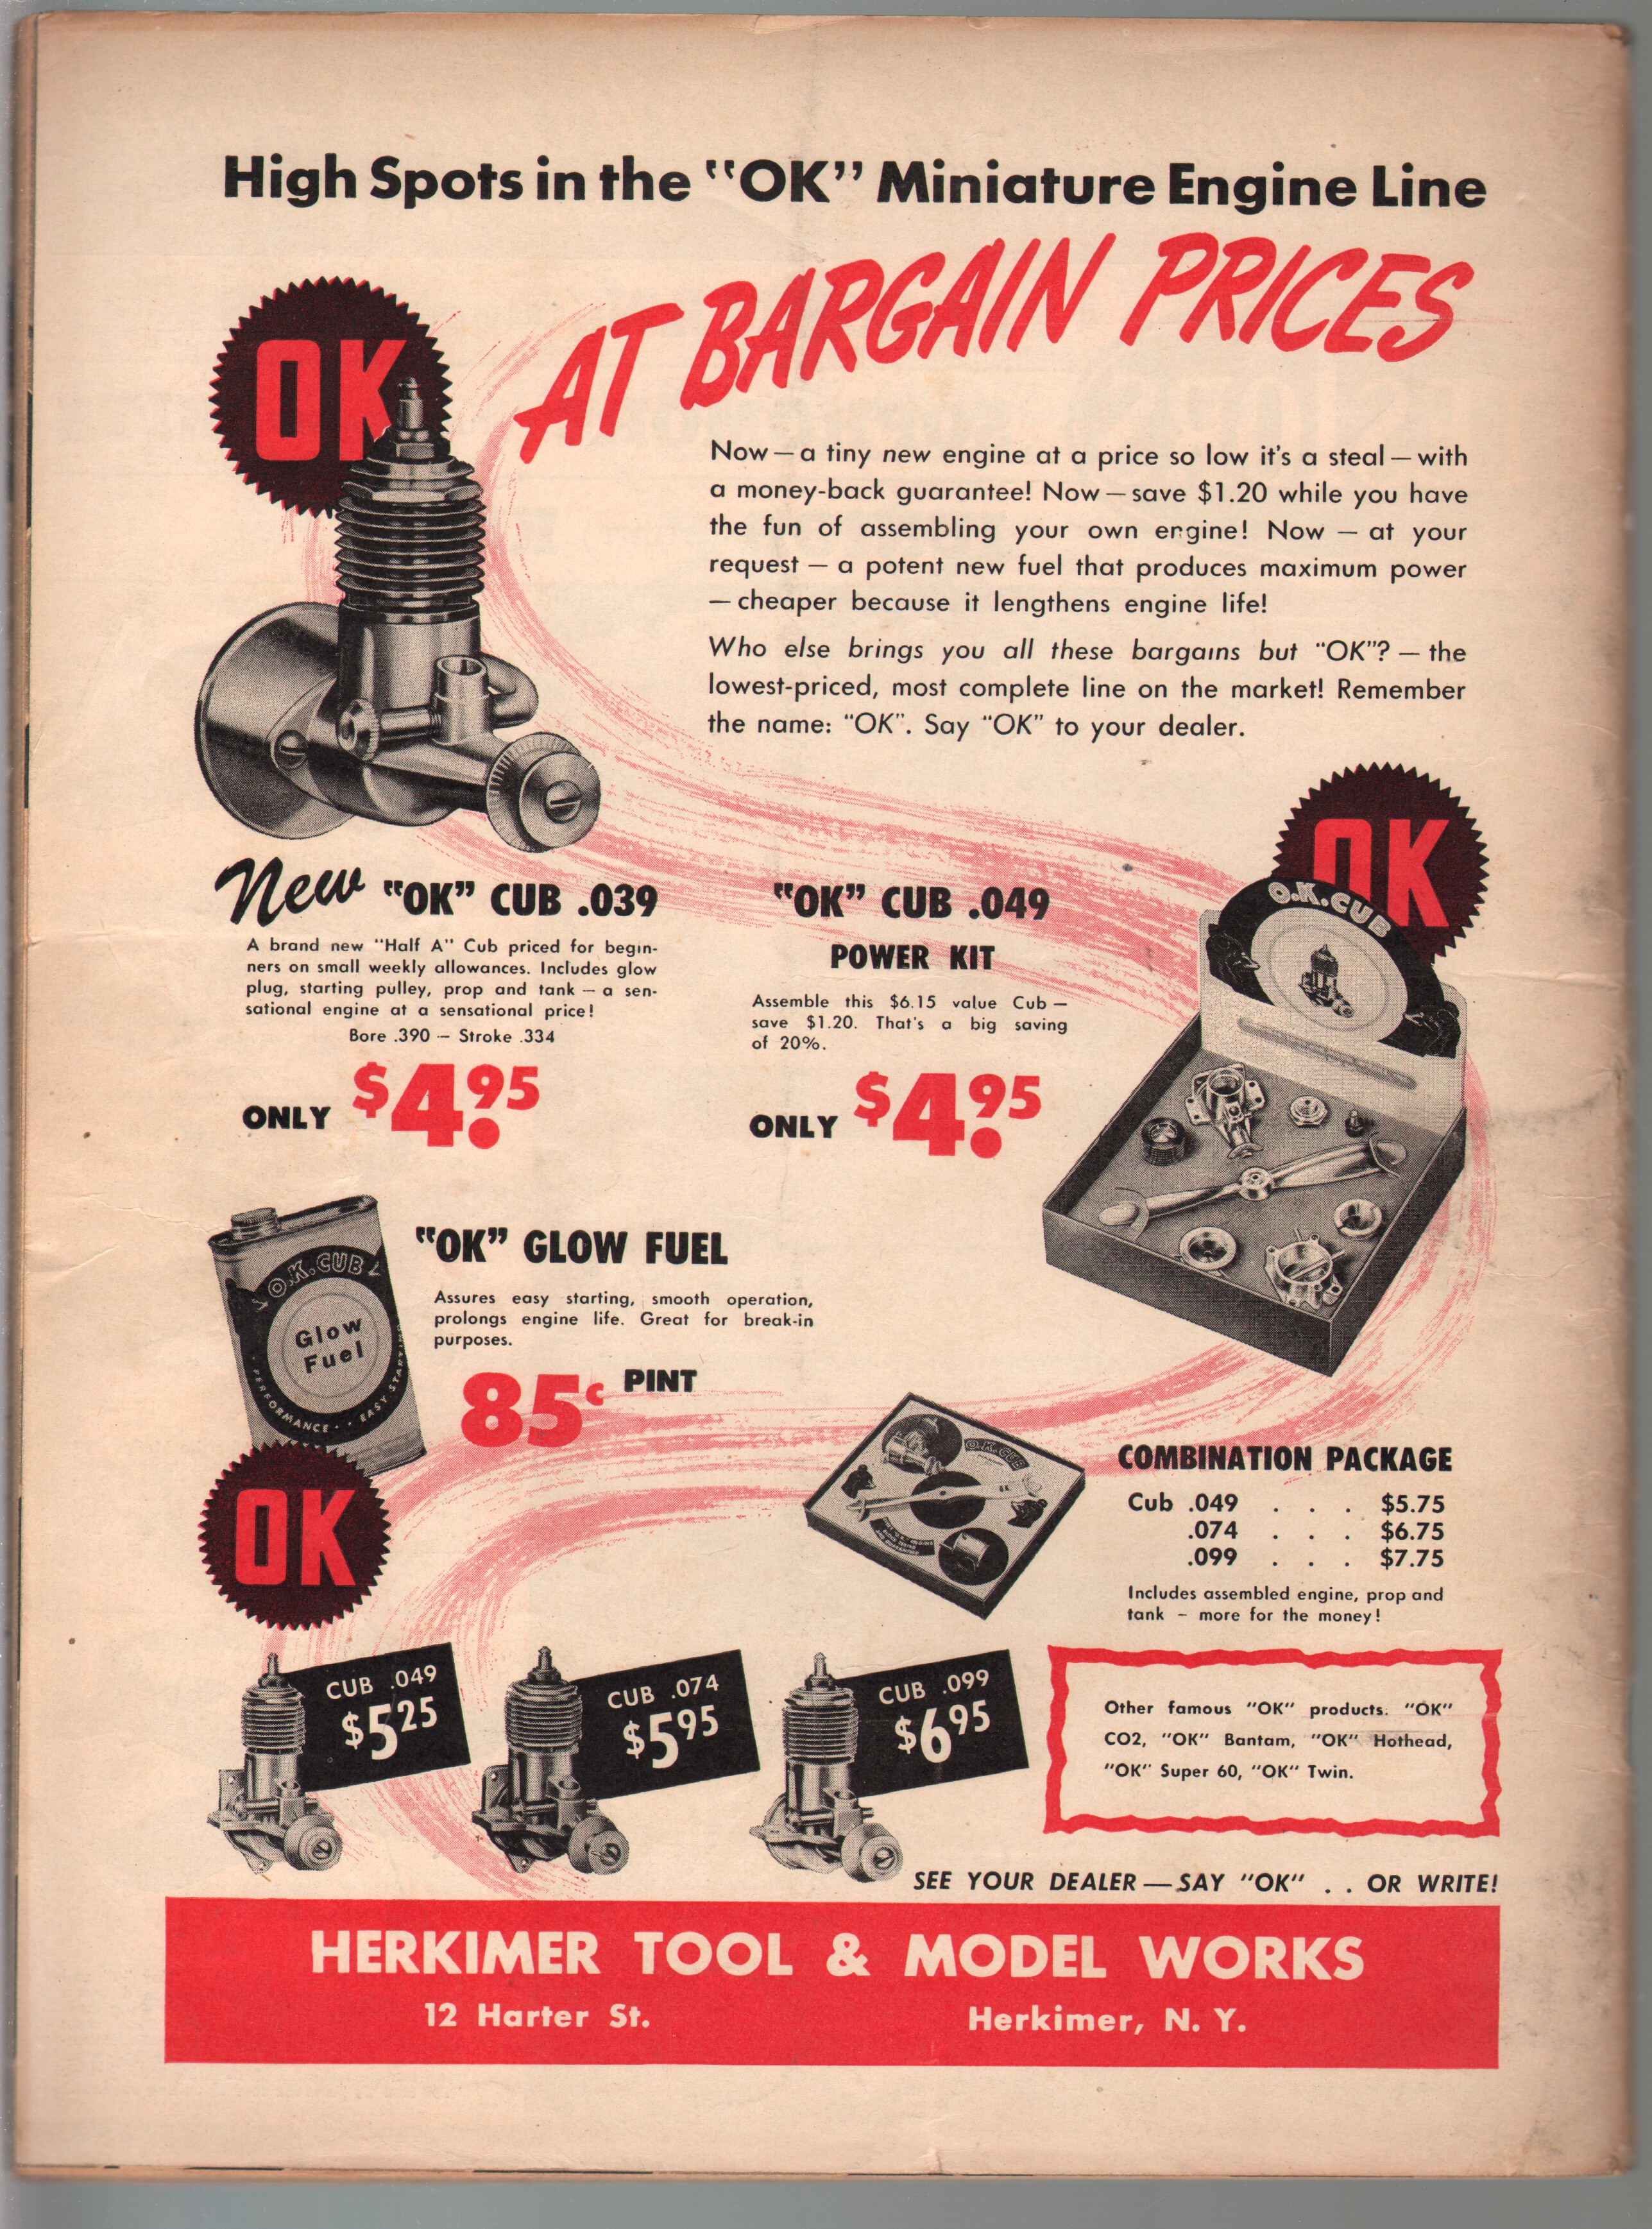 High Spots in the "OK" Miniature Engine Line
AT BARGAIN PRICES
OK
Now — a tiny new engine at a price so low it's a steal — with
a money-back guarantee! Now — save $1.20 while you have
the fun of assembling your own engine! Now — at your
request — a potent new fuel that produces maximum power
— cheaper because it lengthens engine life!
Who else brings you all these bargains but "OK"? — the
lowest-priced, most complete line on the market! Remember
the name: "OK". Say "OK" to your dealer.
New "OK" CUB .039
A brand new "Half A" Cub priced for begin-
ners on small weekly allowances. Includes glow
plug, starting pulley, prop and tank — a sen-
sational engine at a sensational price!
Bore .390 — Stroke .334
ONLY $4.95
"OK" CUB .049
POWER KIT
Assemble this $6.15 value Cub —
save $1.20. That's a big saving
of 20%.
ONLY $4.95
OK
O.K.CUB
O.K.CUB
Glow
Fuel
PERFORMANCE · · EASY START
OK
"OK" GLOW FUEL
Assures easy starting, smooth operation,
prolongs engine life. Great for break-in
purposes.
85c PINT
O.K.CUB
COMBINATION PACKAGE
Cub .049 . . . $5.75
.074 . . . $6.75
.099 . . . $7.75
Includes assembled engine, prop and
tank – more for the money!
CUB .049
$5 25
CUB .074
$5 95
CUB .099
$6 95
Other famous "OK" products. "OK"
CO2, "OK" Bantam, "OK" Hothead,
"OK" Super 60, "OK" Twin.
SEE YOUR DEALER — SAY "OK" . . OR WRITE!
HERKIMER TOOL & MODEL WORKS
12 Harter St. Herkimer, N. Y.